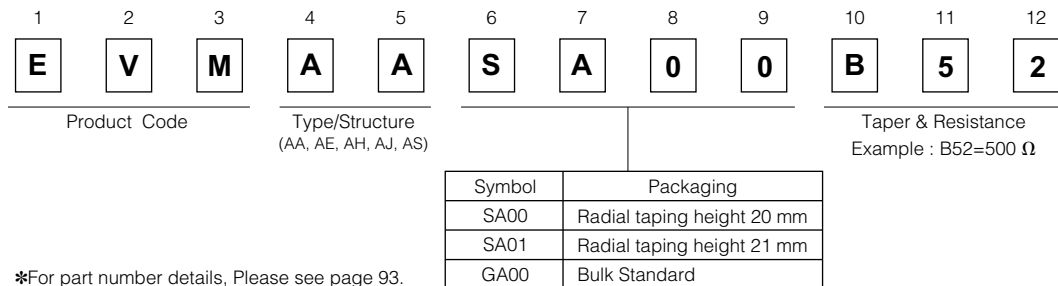 1 2 3 4 5 6 7 8 9 10 11 12
E V M A A S A 0 0 B 5 2
Product Code Type/Structure Taper & Resistance
(AA, AE, AH, AJ, AS) Example : B52=500 Ω
Symbol Packaging
SA00 Radial taping height 20 mm
SA01 Radial taping height 21 mm
✽For part number details, Please see page 93. GA00 Bulk Standard